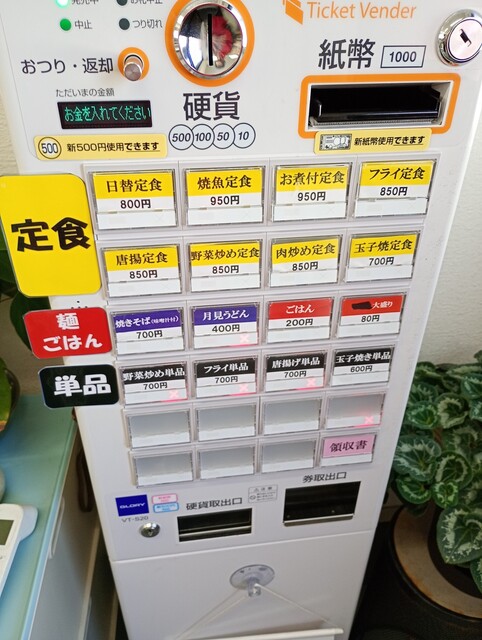 Ticket Vender
発売中
お札中止
中止
つり切れ
おつり・返却
紙幣 1000
ただいまの金額
お金を入れてください
硬貨
500 100 50 10
500 新500円使用できます
新紙幣使用できます
定食
日替定食
800円
焼魚定食
950円
お煮付定食
950円
フライ定食
850円
唐揚定食
850円
野菜炒め定食
850円
肉炒め定食
850円
玉子焼定食
700円
麺
ごはん
焼きそば(味噌汁付)
700円
月見うどん
400円
ごはん
200円
大盛り
80円
単品
野菜炒め単品
700円
フライ単品
700円
唐揚げ単品
700円
玉子焼き単品
600円
領収書
GLORY
VT-S20
硬貨取出口
券取出口